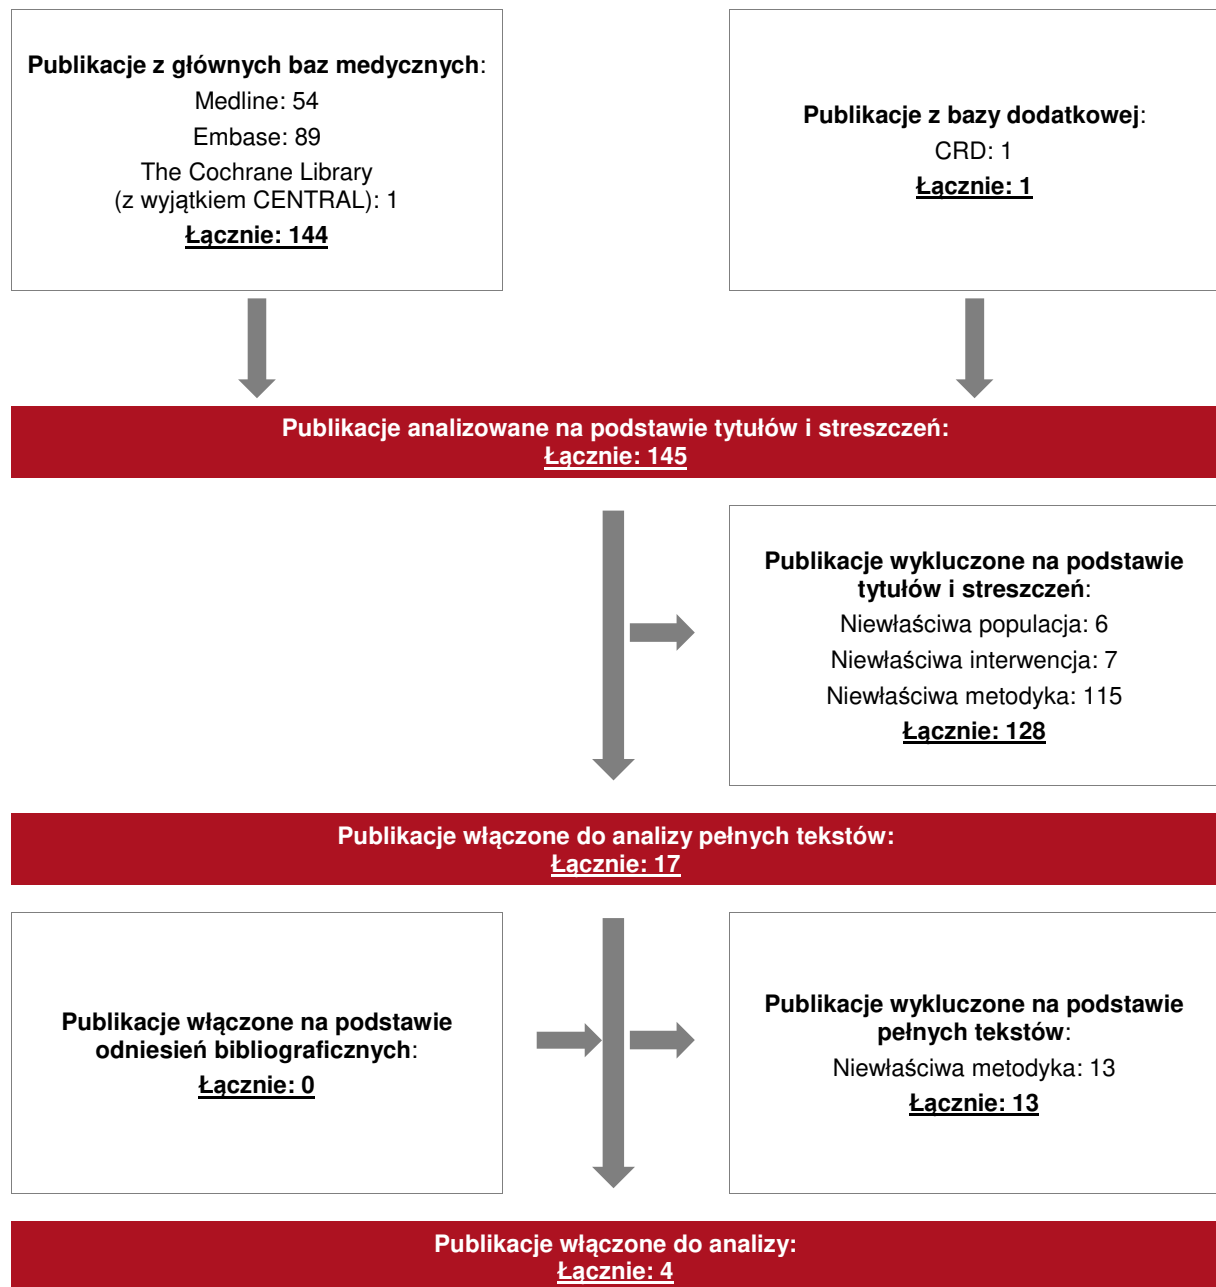 Publikacje z głównych baz medycznych:
Medline: 54
Embase: 89
The Cochrane Library
(z wyjątkiem CENTRAL): 1
Łącznie: 144
Publikacje z bazy dodatkowej:
CRD: 1
Łącznie: 1
Publikacje analizowane na podstawie tytułów i streszczeń:
Łącznie: 145
Publikacje wykluczone na podstawie
tytułów i streszczeń:
Niewłaściwa populacja: 6
Niewłaściwa interwencja: 7
Niewłaściwa metodyka: 115
Łącznie: 128
Publikacje włączone do analizy pełnych tekstów:
Łącznie: 17
Publikacje włączone na podstawie
odniesień bibliograficznych:
Łącznie: 0
Publikacje wykluczone na podstawie
pełnych tekstów:
Niewłaściwa metodyka: 13
Łącznie: 13
Publikacje włączone do analizy:
Łącznie: 4